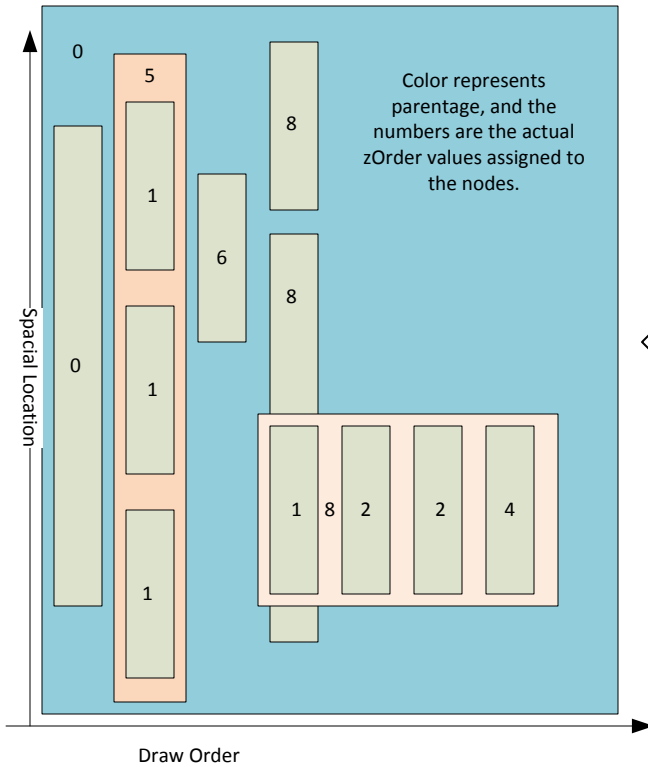 0
5
8
Color represents
parentage, and the
numbers are the actual
zOrder values assigned to
the nodes.
1
6
8
0
1
Spacial Location
1 8 2 2 4
1
Draw Order